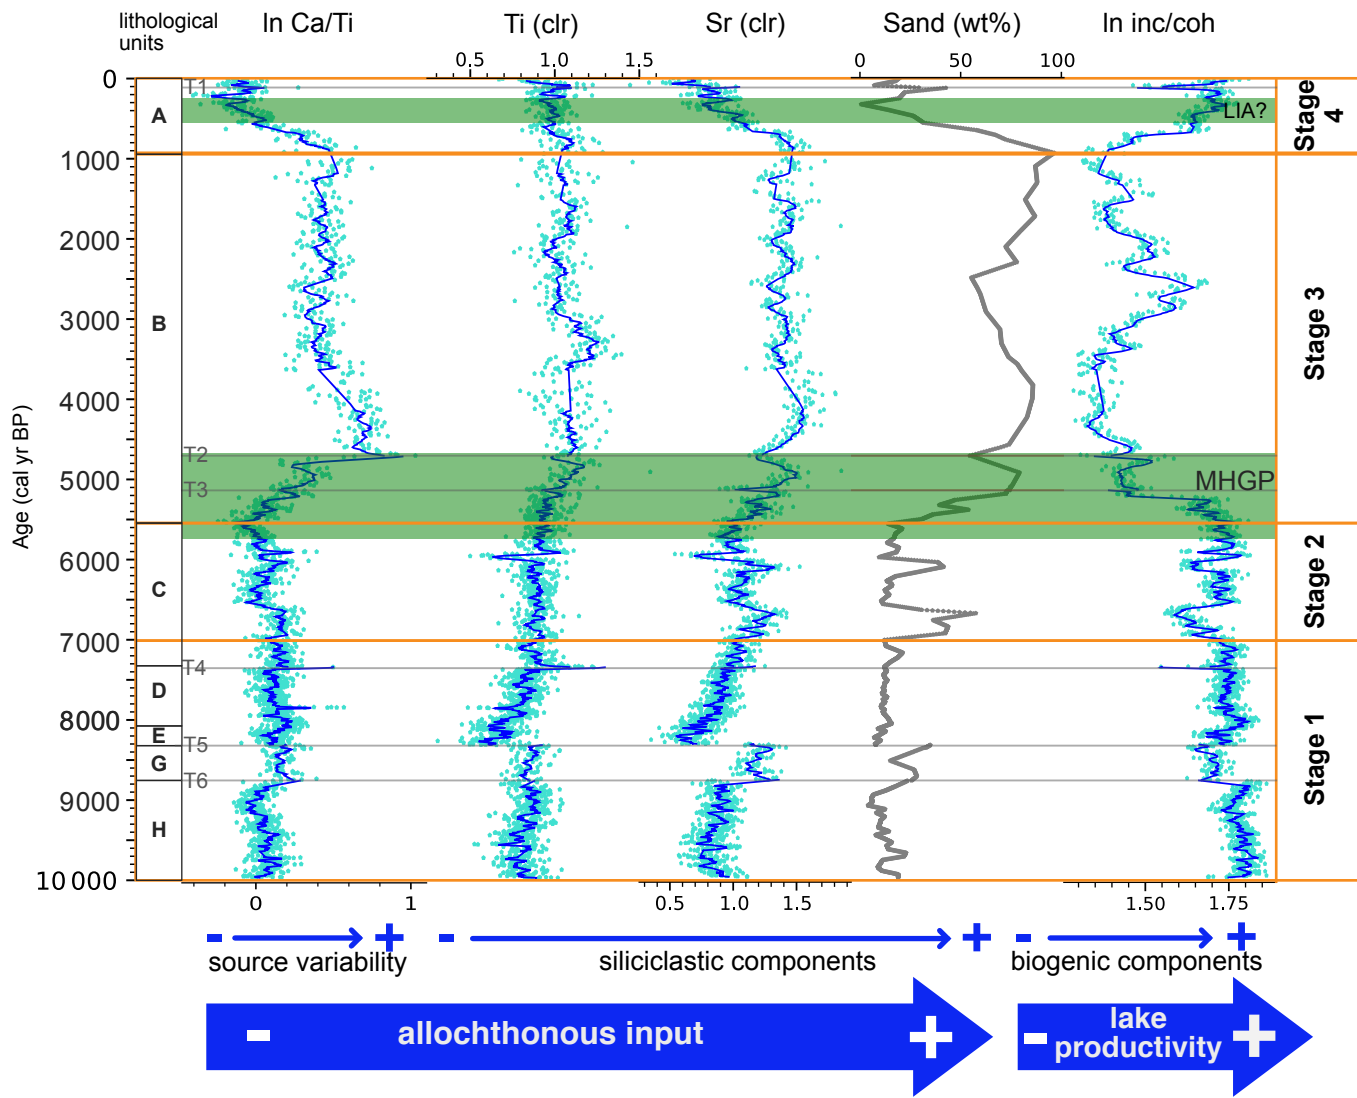 lithological
units
ln Ca/Ti
Ti (clr)
Sr (clr)
Sand (wt%)
ln inc/coh
0.5
1.0
1.5
0
50
100
0
1000
2000
3000
4000
5000
6000
7000
8000
9000
10000
Age (cal yr BP)
A
B
C
D
E
G
H
T1
T2
T3
T4
T5
T6
LIA?
MHGP
Stage
4
Stage 3
Stage 2
Stage 1
0
1
0.5
1.0
1.5
1.50
1.75
- +
- +
- +
source variability
siliciclastic components
biogenic components
- allochthonous input +
lake
- productivity +